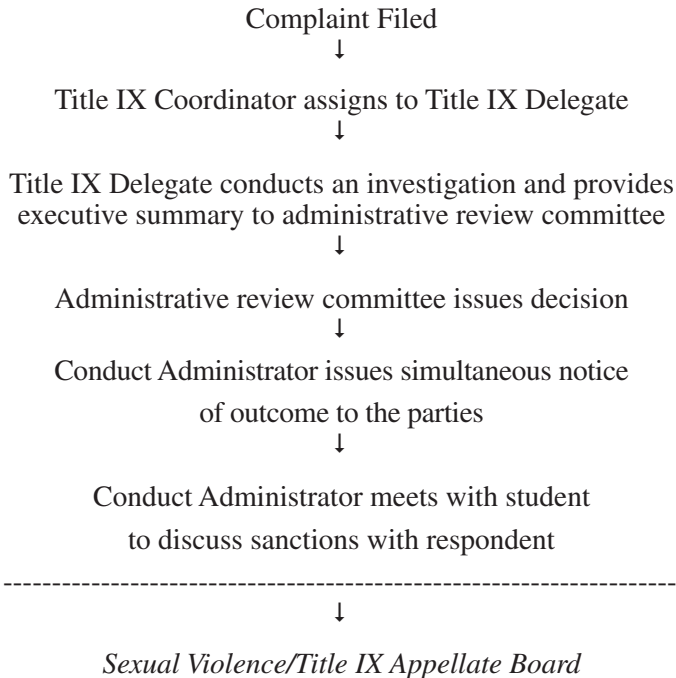 Complaint Filed
↓
Title IX Coordinator assigns to Title IX Delegate
↓
Title IX Delegate conducts an investigation and provides
executive summary to administrative review committee
↓
Administrative review committee issues decision
↓
Conduct Administrator issues simultaneous notice
of outcome to the parties
↓
Conduct Administrator meets with student
to discuss sanctions with respondent
----------------------------------------------------------------------
↓
Sexual Violence/Title IX Appellate Board